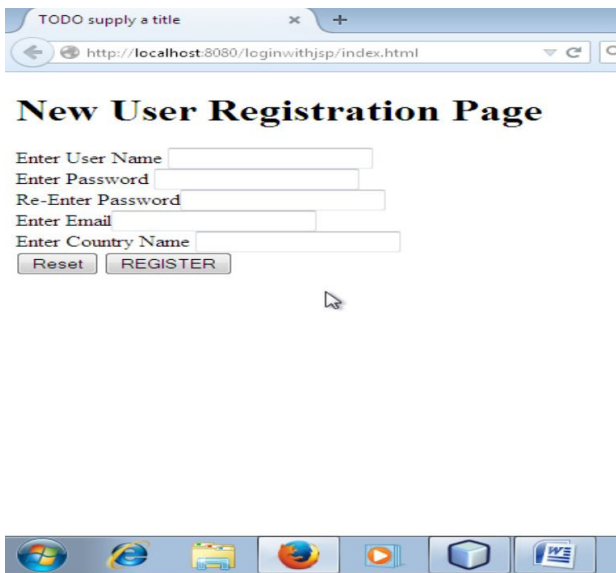 TODO supply a title
http://localhost:8080/loginwithjsp/index.html
New User Registration Page
Enter User Name
Enter Password
Re-Enter Password
Enter Email
Enter Country Name
Reset REGISTER